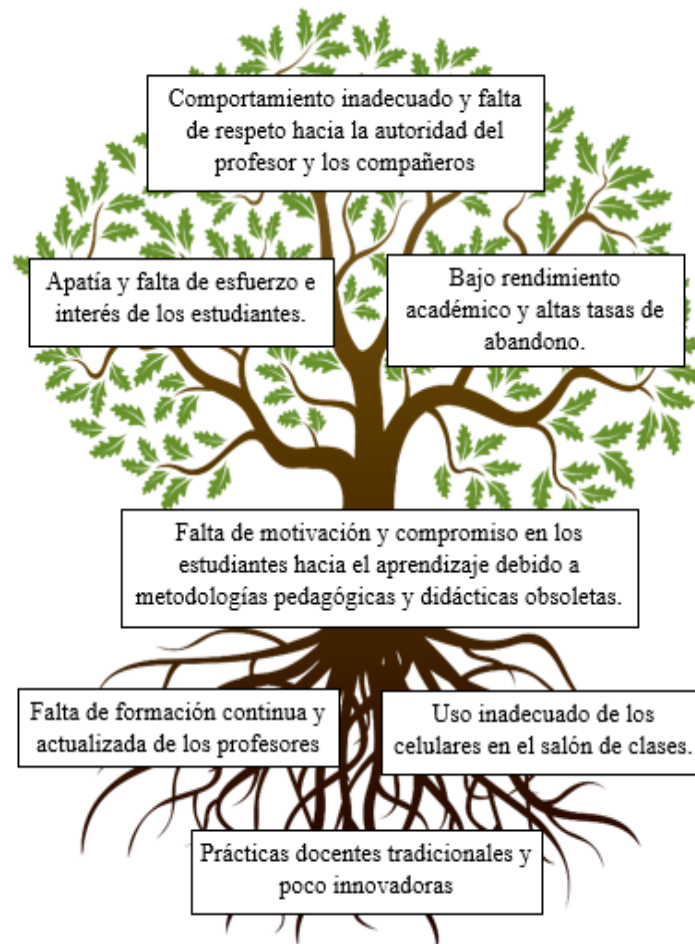 Comportamiento inadecuado y falta
de respeto hacia la autoridad del
profesor y los compañeros
Apatía y falta de esfuerzo e
interés de los estudiantes.
Bajo rendimiento
académico y altas tasas de
abandono.
Falta de motivación y compromiso en los
estudiantes hacia el aprendizaje debido a
metodologías pedagógicas y didácticas obsoletas.
Falta de formación continua y
actualizada de los profesores
Uso inadecuado de los
celulares en el salón de clases.
Prácticas docentes tradicionales y
poco innovadoras